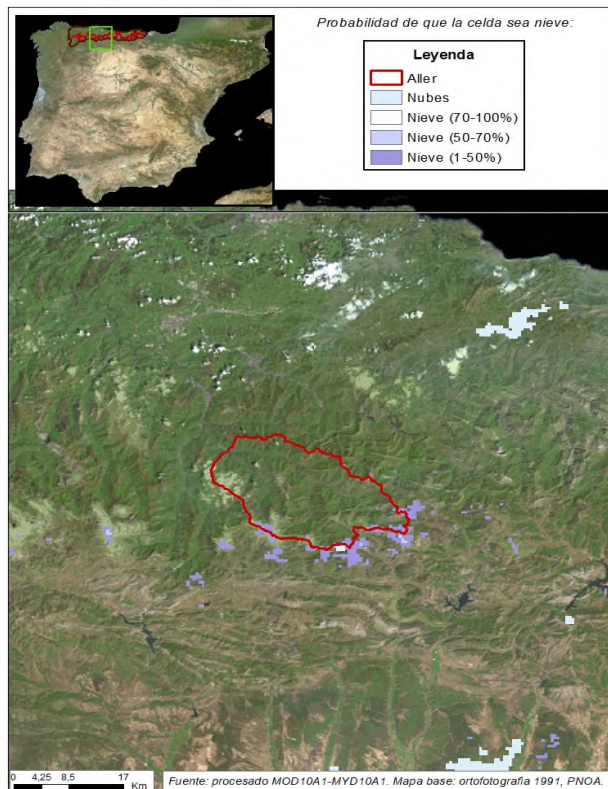 Probabilidad de que la celda sea nieve:
Leyenda
Aller
Nubes
Nieve (70-100%)
Nieve (50-70%)
Nieve (1-50%)
0 4,25 8,5 17
Km
Fuente: procesado MOD10A1-MYD10A1. Mapa base: ortofotografia 1991, PNOA.